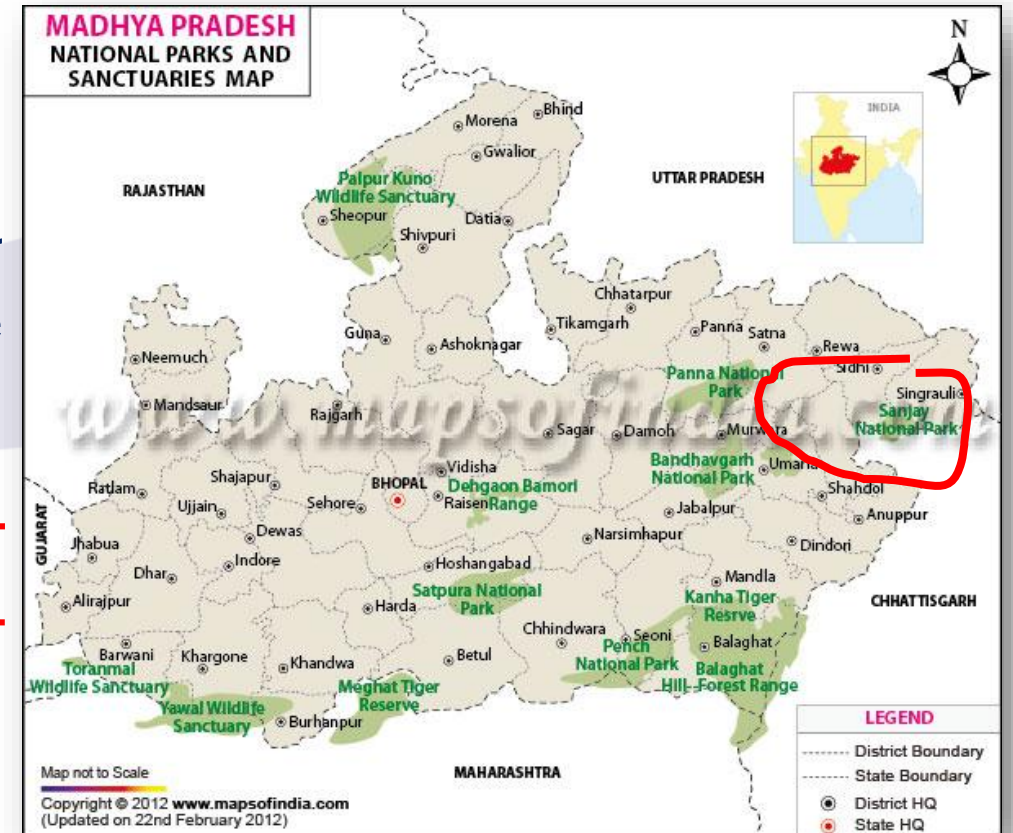 MADHYA PRADESH
NATIONAL PARKS AND
SANCTUARIES MAP
N
INDIA
Bhind
Morena
Gwalior
RAJASTHAN
UTTAR PRADESH
Palpur Kuno
Wildlife Sanctuary
Sheopur
Datia
Shivpuri
Chhatarpur
Tikamgarh
Panna
Satna
Guna
Ashoknagar
Rewa
Neemuch
Sidhi
Panna National
Park
Singrauli
Sanjay
National Park
Mandsaur
Rajgarh
www.mapsofindia.com
Sagar
Damoh
Murwara
Vidisha
Bandhavgarh
National Park
Umaria
Shajapur
BHOPAL
Dehgaon Bamori
Range
Ratlam
Sehore
Raisen
Shahdol
Ujjain
Jabalpur
Anuppur
GUJARAT
Dewas
Narsimhapur
Jhabua
Indore
Dindori
Dhar
Hoshangabad
Mandla
Satpura National
Park
Kanha Tiger
Resrve
Alirajpur
Harda
CHHATTISGARH
Chhindwara
Seoni
Barwani
Khargone
Khandwa
Betul
Pench
National Park
Balaghat
Toranmal
Wildlife Sanctuary
Balaghat
Hill-Forest Range
Meghat Tiger
Reserve
Yawal Wildlife
Sanctuary
Burhanpur
LEGEND
District Boundary
State Boundary
District HQ
State HQ
Map not to Scale
MAHARASHTRA
Copyright © 2012 www.mapsofindia.com
(Updated on 22nd February 2012)